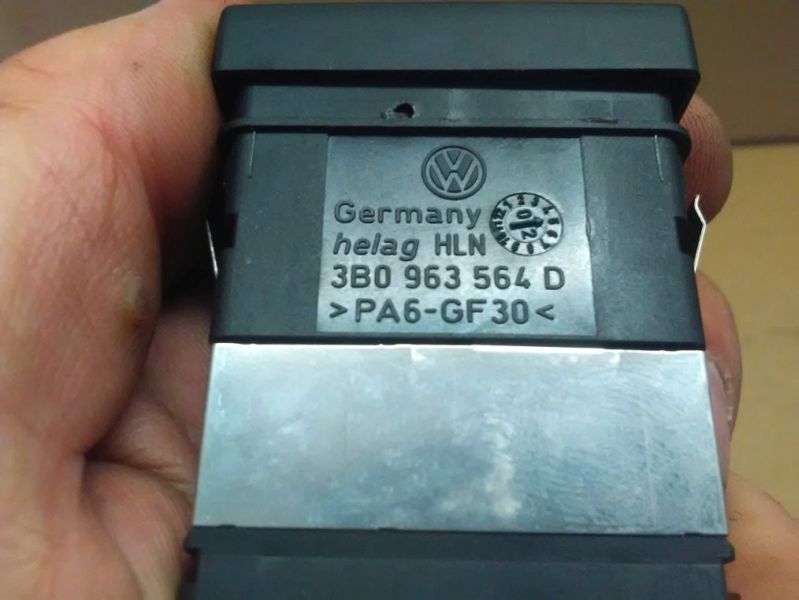 Germany
helag HLN
3B0 963 564 D
>PA6-GF30<